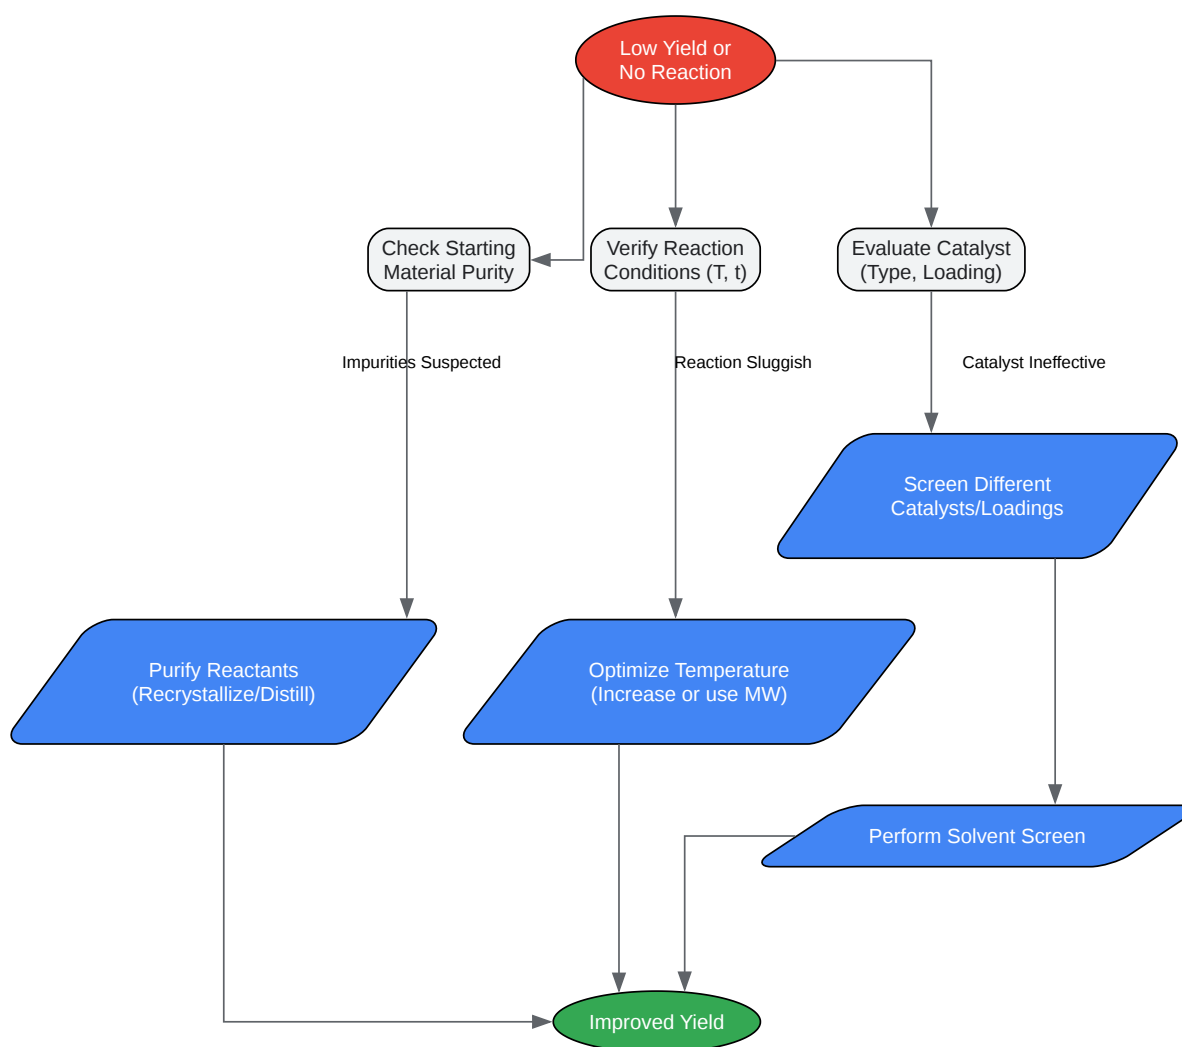 Low Yield or
No Reaction
Check Starting
Material Purity
Verify Reaction
Conditions (T, t)
Evaluate Catalyst
(Type, Loading)
Impurities Suspected
Reaction Sluggish
Catalyst Ineffective
Screen Different
Catalysts/Loadings
Purify Reactants
(Recrystallize/Distill)
Optimize Temperature
(Increase or use MW)
Perform Solvent Screen
Improved Yield